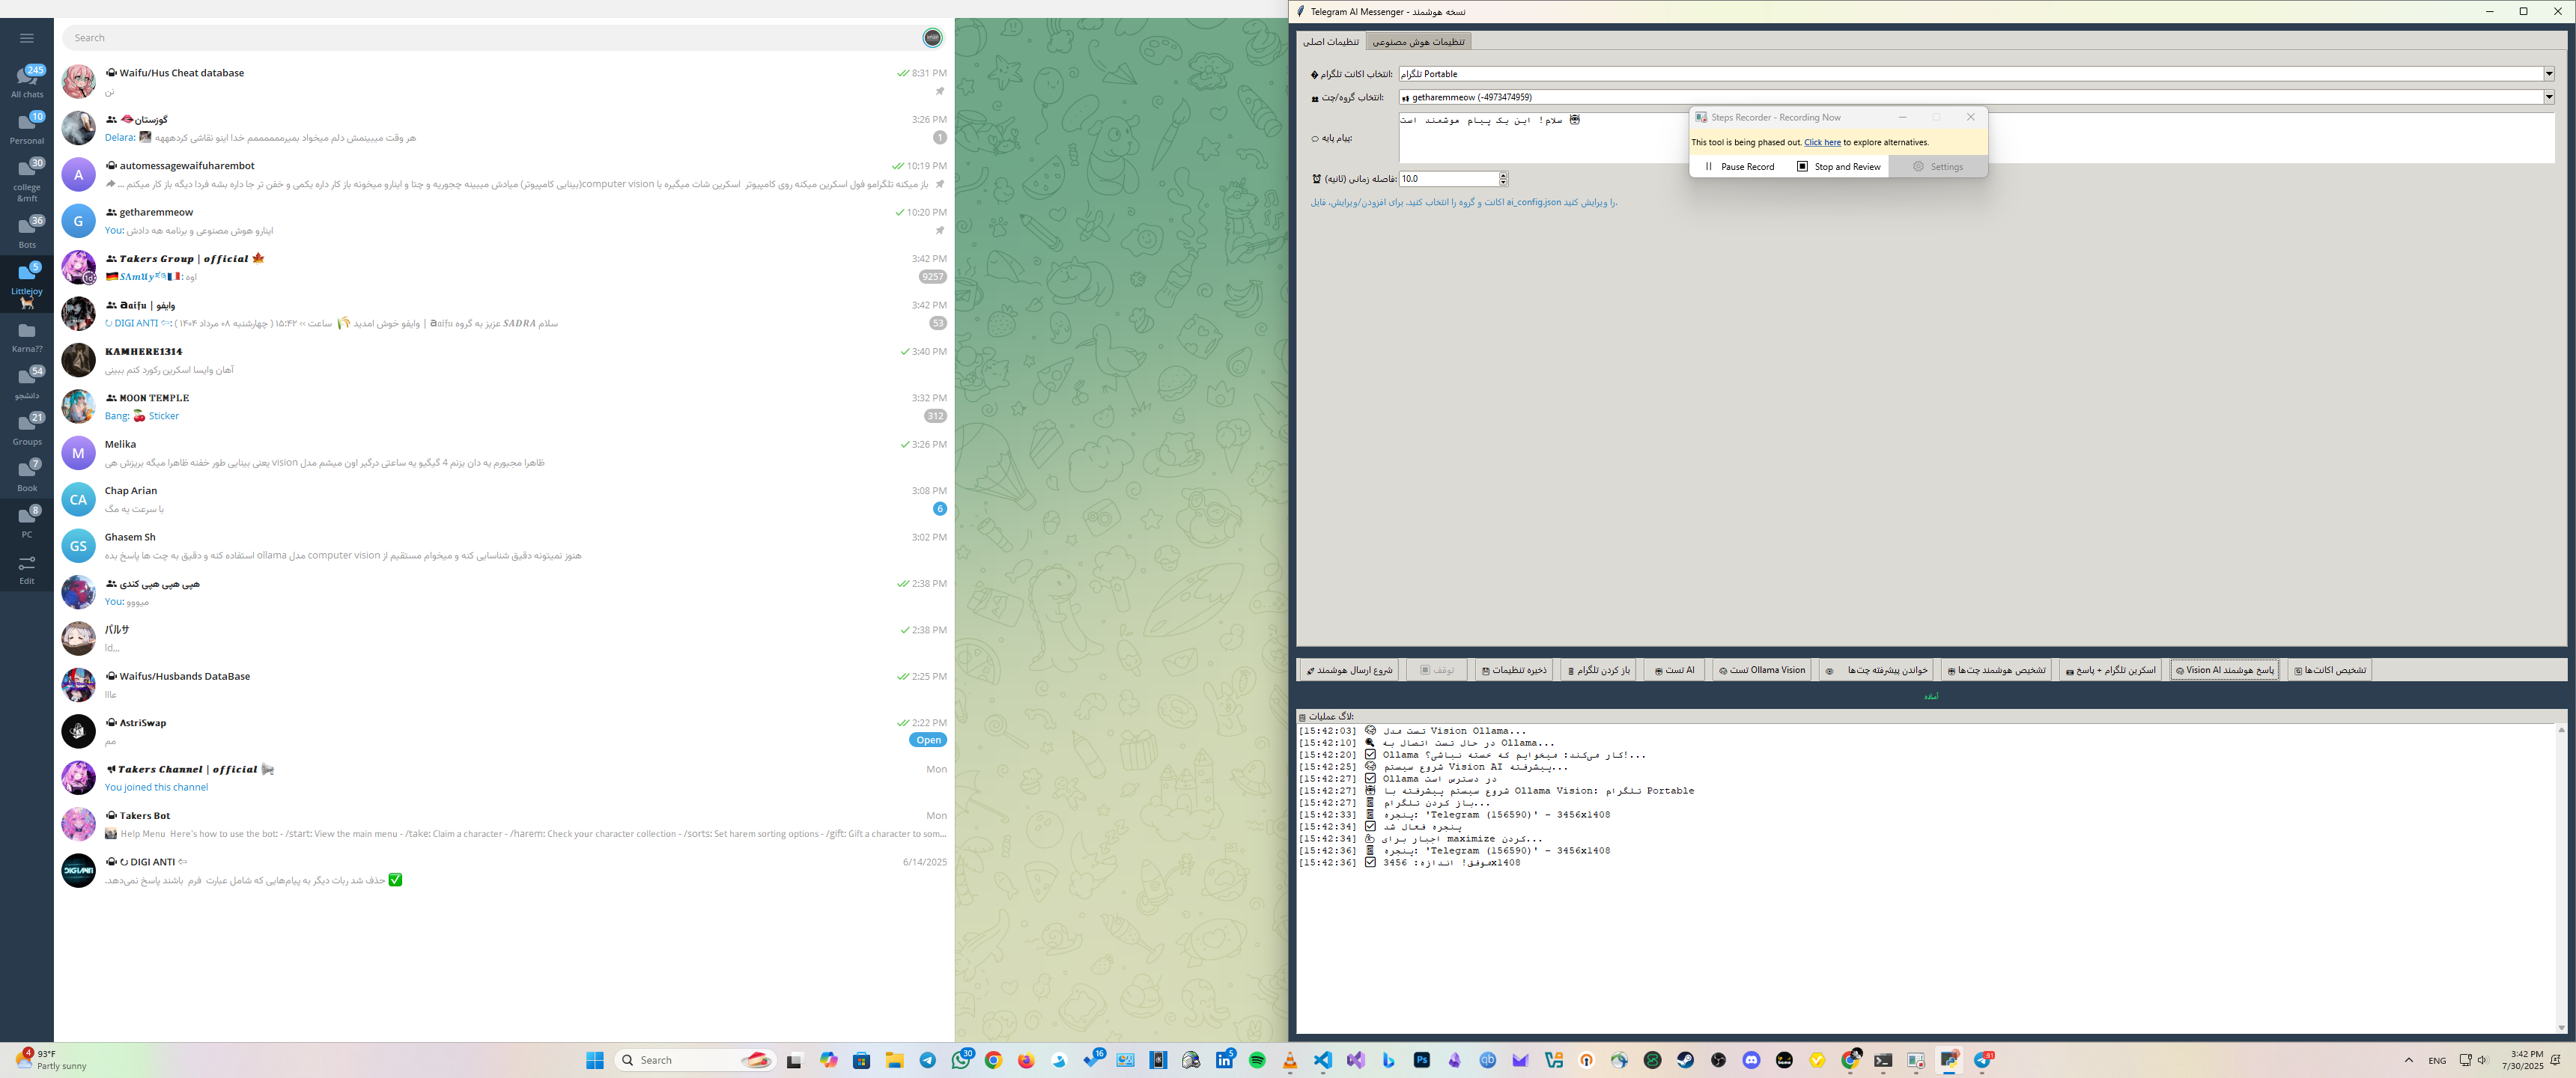 Search
245
All chats
10
Personal
30
college
&mft
36
Bots
5
Littlejoy
Karna??
54
دانشجو
21
Groups
7
Book
8
PC
Edit
Waifu/Hus Cheat database
8:31 PM
نن
گوزستان
3:26 PM
Delara: هر وقت میبینمش دلم میخواد بمیرمممممم خدا اینو نقاشی کردهههه
1
A
automessagewaifuharembot
10:19 PM
باز میکنه تلگرامو فول اسکرین میکنه روی کامپیوتر اسکرین شات میگیره با computer vision(بینایی کامپیوتر) میادش میبینه چجوریه و چتا و اینارو میخونه باز کار داره یکمی و خفن تر جا داره بشه فردا دیگه باز کار میکنم ...
G
getharemmeow
10:20 PM
You: اینارو هوش مصنوعی و برنامه هه دادش
Takers Group | official 🍁
3:42 PM
اوه
9257
aifu | وایفو
3:42 PM
DIGI ANTI: سلام SADRA عزیز به گروه aifu | وایفو خوش امدید ساعت >> ۱۵:۴۲ ( چهارشنبه ۰۸ مرداد ۱۴۰۴ )
53
KAMHERE1314
3:40 PM
آهان وایسا اسکرین رکورد کنم ببینی
MOON TEMPLE
3:32 PM
Bang: 🍒 Sticker
312
M
Melika
3:26 PM
ظاهرا مجبورم یه دان بزنم 4 گیگیو یه ساعتی درگیر اون میشم مدل vision یعنی بینایی طور خفنه ظاهرا میگه بریزش هی
CA
Chap Arian
3:08 PM
با سرعت یه مگ
6
GS
Ghasem Sh
3:02 PM
هنوز نمیتونه دقیق شناسایی کنه و میخوام مستقیم از computer vision مدل ollama استفاده کنه و دقیق به چت ها پاسخ بده
هپی هپی هپی کندی
2:38 PM
You: میووو
パルサ
2:38 PM
ld,,,
Waifus/Husbands DataBase
2:25 PM
عااا
AstriSwap
2:22 PM
مم
Open
Takers Channel | official
Mon
You joined this channel
Takers Bot
Mon
Help Menu Here's how to use the bot: - /start: View the main menu - /take: Claim a character - /harem: Check your character collection - /sorts: Set harem sorting options - /gift: Gift a character to som...
DIGI ANTI
6/14/2025
✅ حذف شد ربات دیگر به پیام‌هایی که شامل عبارت فرم باشند پاسخ نمی‌دهد.
Telegram AI Messenger - نسخه هوشمند
تنظیمات اصلی
تنظیمات هوش مصنوعی
انتخاب اکانت تلگرام:
تلگرام Portable
انتخاب گروه/چت:
getharemmeow (-4973474959)
پیام پایه:
سلام! این یک پیام هوشمند است 🤖
فاصله زمانی (ثانیه):
10.0
اکانت و گروه را انتخاب کنید. برای افزودن/ویرایش، فایل ai_config.json را ویرایش کنید.
Steps Recorder - Recording Now
This tool is being phased out. Click here to explore alternatives.
Pause Record
Stop and Review
Settings
شروع ارسال هوشمند
توقف
ذخیره تنظیمات
باز کردن تلگرام
تست AI
تست Ollama Vision
خواندن پیشرفته چت‌ها
تشخیص هوشمند چت‌ها
اسکرین تلگرام + پاسخ
پاسخ هوشمند Vision AI
تشخیص اکانت‌ها
آماده
لاگ عملیات:
[15:42:03] تست مدل Vision Ollama...
[15:42:10] در حال تست اتصال به Ollama...
[15:42:20] ☑ Ollama کار می‌کند: میخوایم که خسته نباشی؟!...
[15:42:25] شروع سیستم Vision AI پیشرفته...
[15:42:27] ☑ Ollama در دسترس است
[15:42:27] شروع سیستم پیشرفته با Ollama Vision: تلگرام Portable
[15:42:27] باز کردن تلگرام...
[15:42:33] پنجره: 'Telegram (156590)' - 3456x1408
[15:42:34] ☑ پنجره فعال شد
[15:42:34] اجبار برای maximize کردن...
[15:42:36] پنجره: 'Telegram (156590)' - 3456x1408
[15:42:36] ☑ موفق! اندازه: 3456x1408
4
93°F
Partly sunny
Search
30
16
5
Ps
qb
81
ENG
3:42 PM
7/30/2025